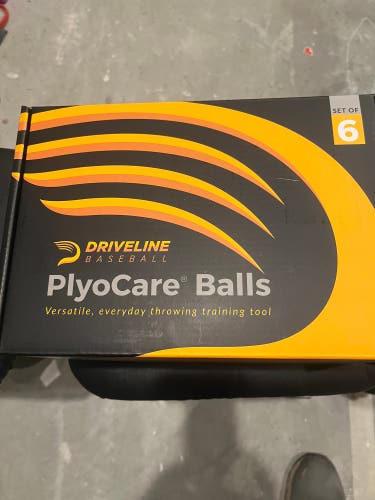 SET OF
6
DRIVELINE
BASEBALL
PlyoCare® Balls
Versatile, everyday throwing training tool